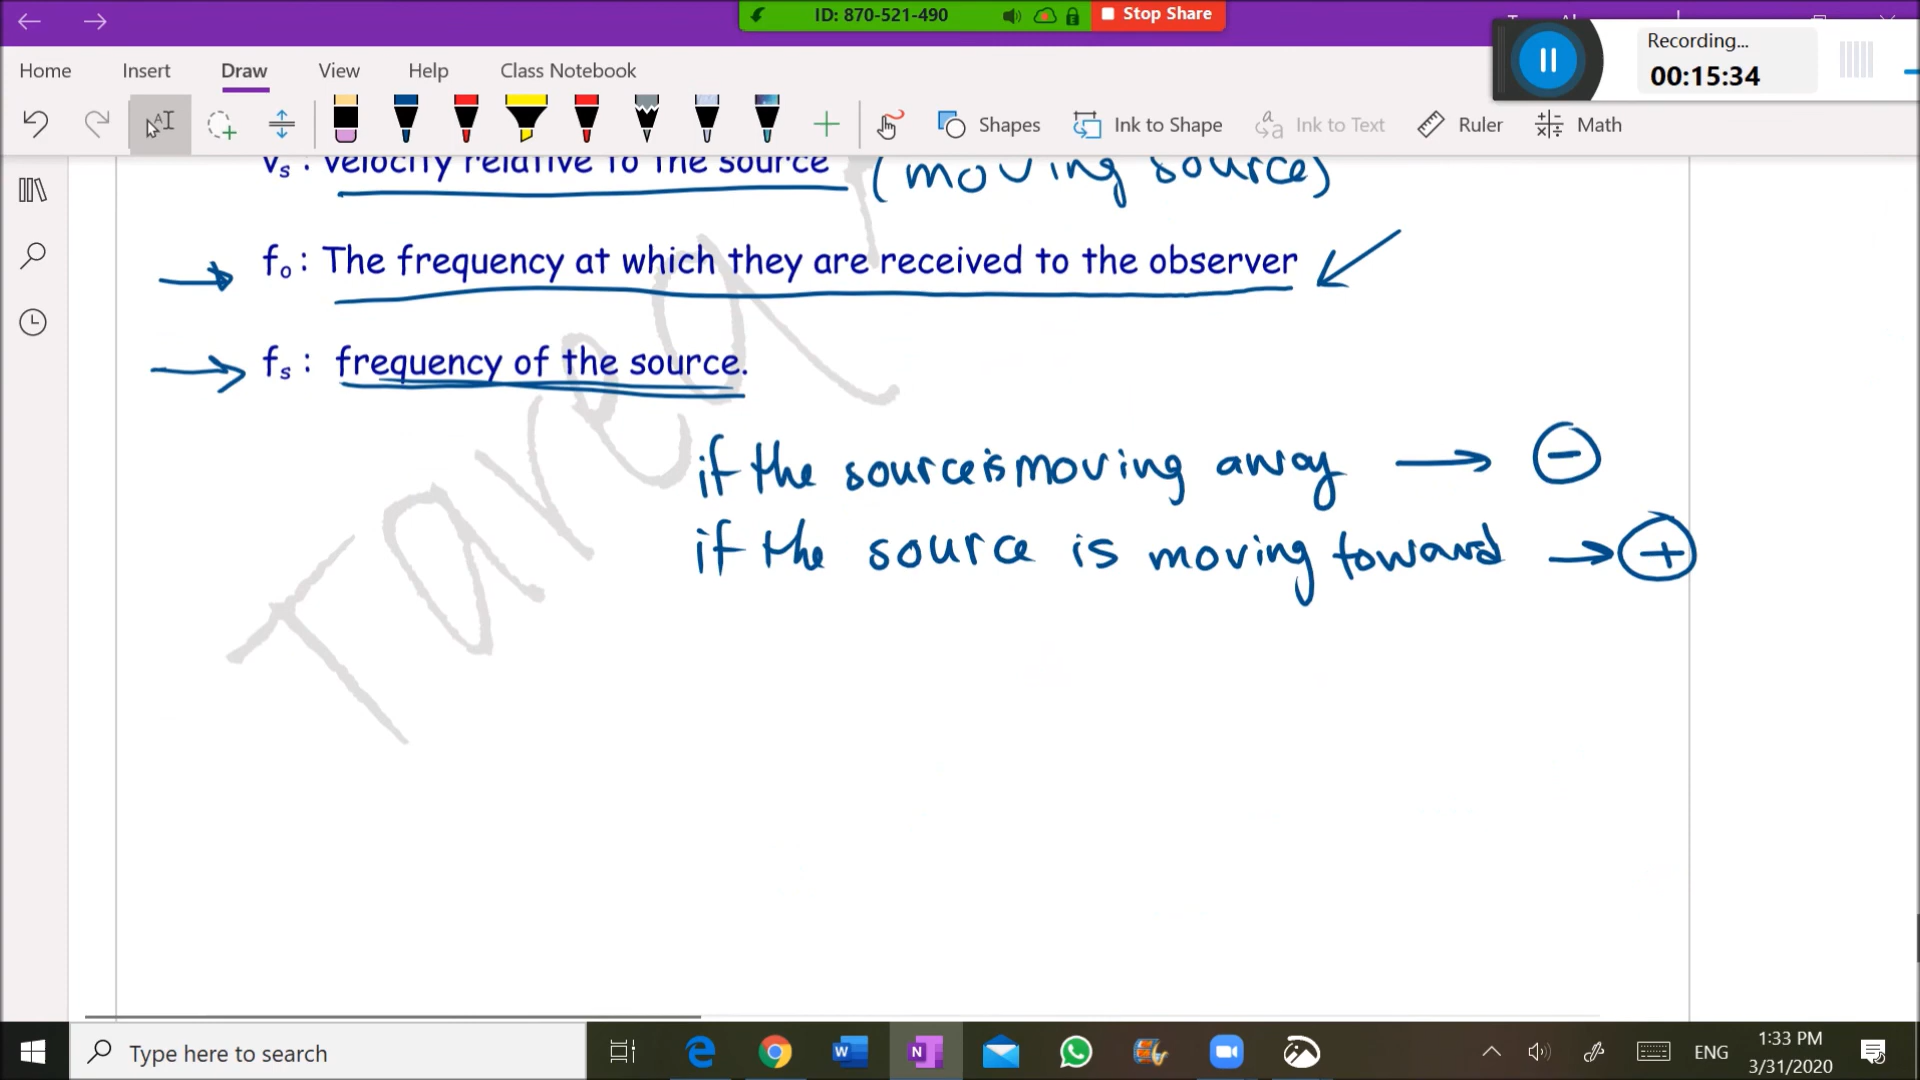 ID: 870-521-490
Stop Share
Recording...
00:15:34
Home Insert Draw View Help Class Notebook
Shapes Ink to Shape Ink to Text Ruler Math
vs : velocity relative to the source (moving source)
fo : The frequency at which they are received to the observer
fs : frequency of the source.
if the source is moving away → ⊖
if the source is moving toward → ⊕
Tareq
Type here to search
ENG
1:33 PM
3/31/2020